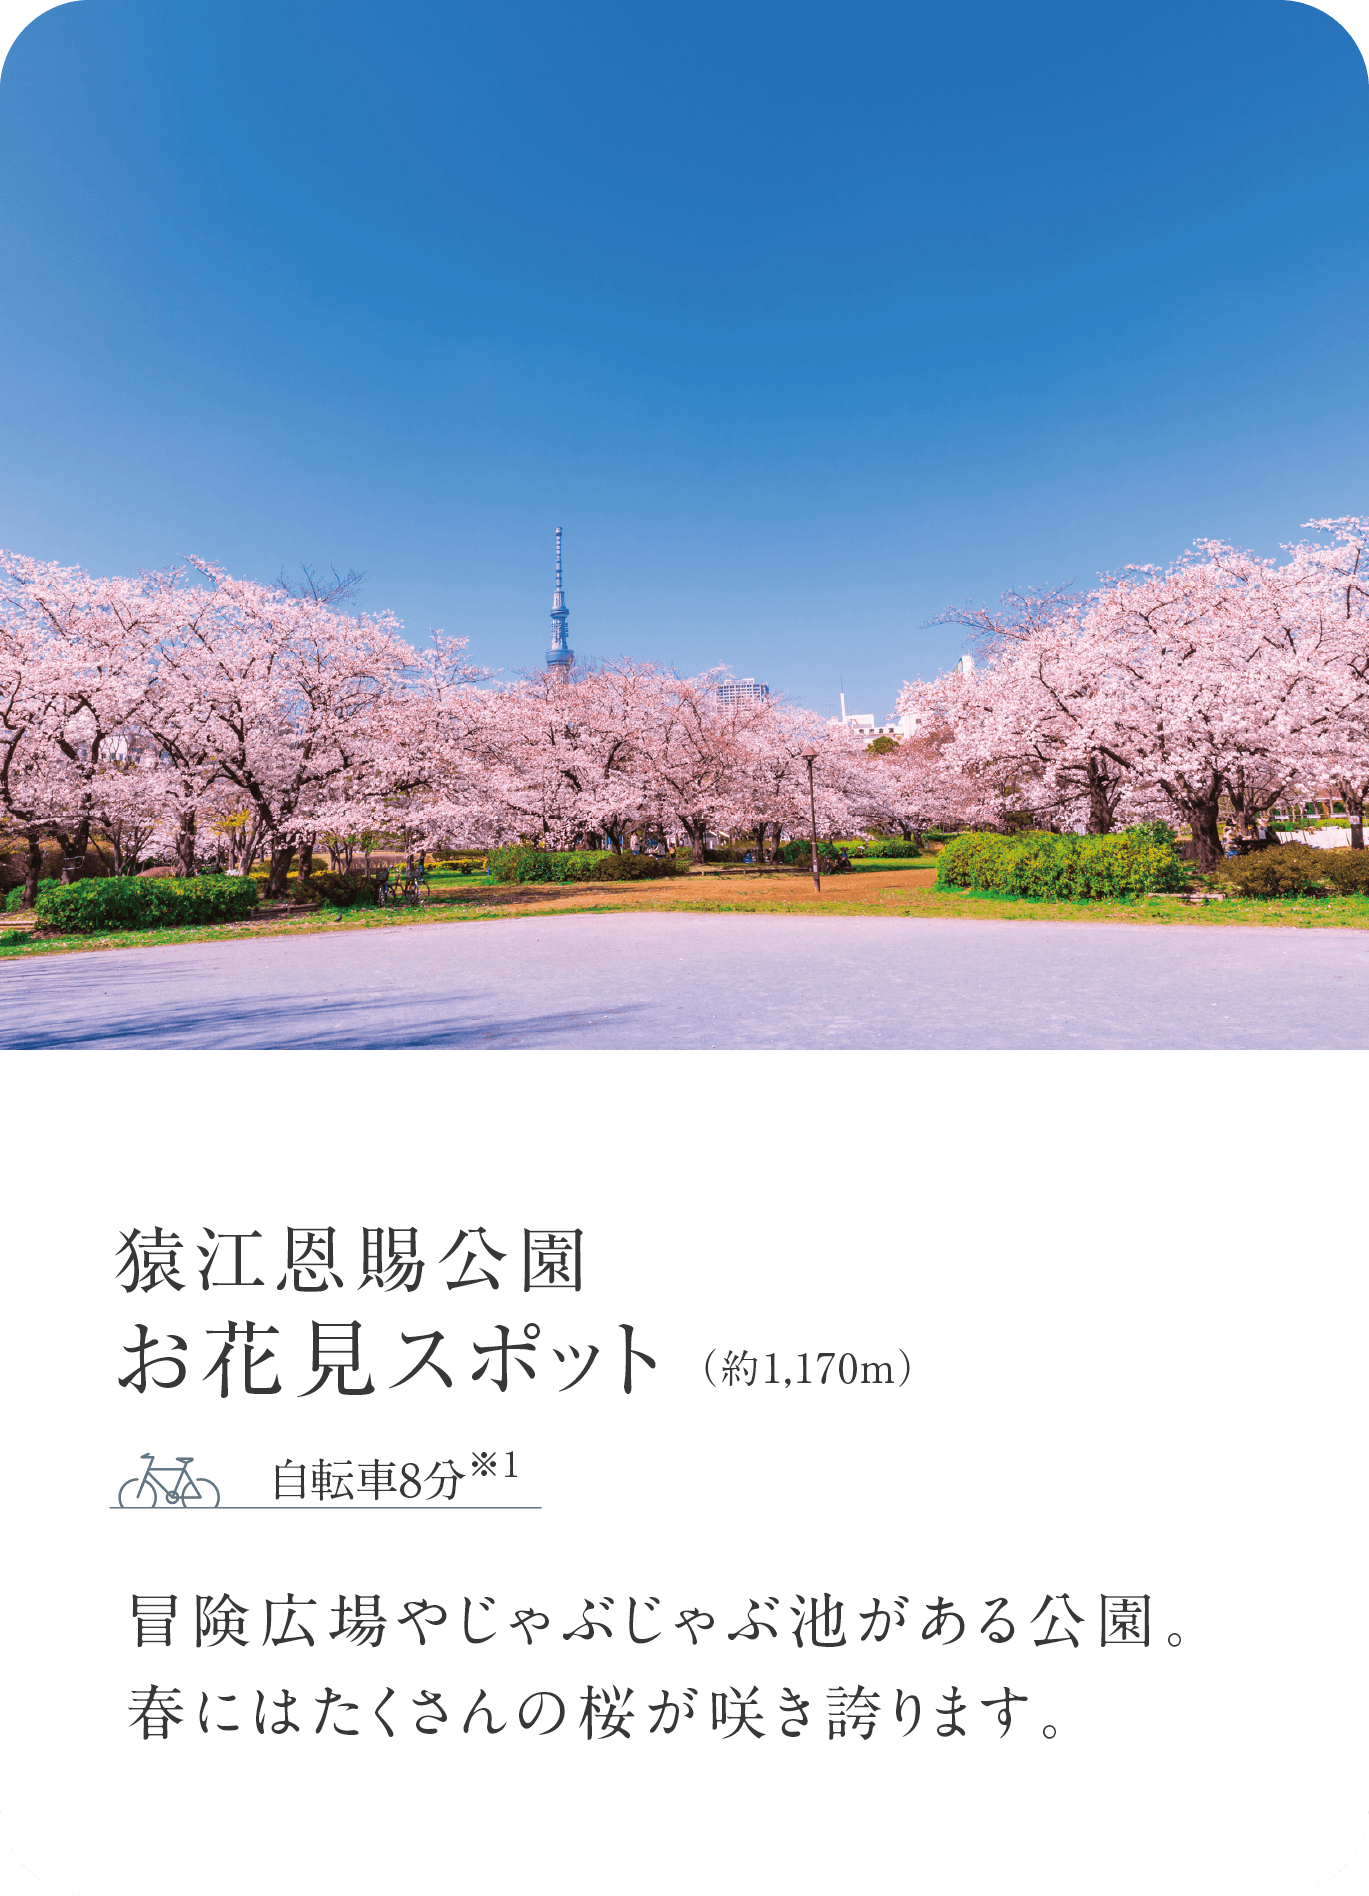 猿江恩賜公園
お花見スポット （約1,170m）
自転車8分※1
冒険広場やじゃぶじゃぶ池がある公園。
春にはたくさんの桜が咲き誇ります。